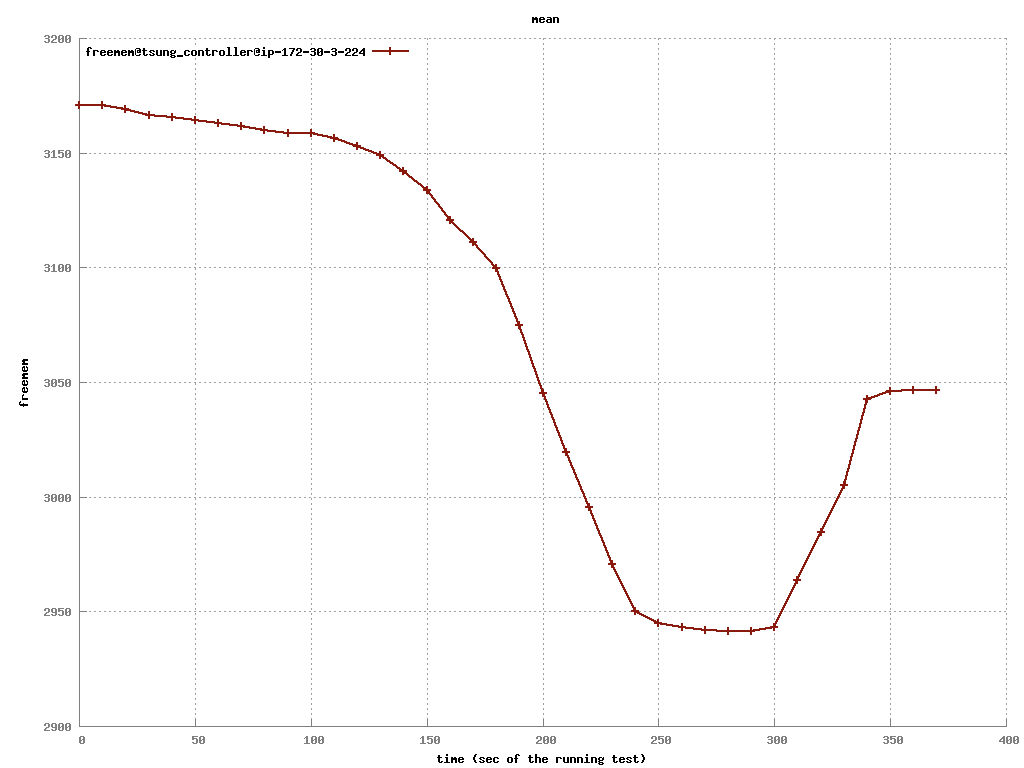 mean
3200
freemem@tsung_controller@ip-172-30-3-224
3150
3100
3050
freemem
3000
2950
2900
0 50 100 150 200 250 300 350 400
time (sec of the running test)